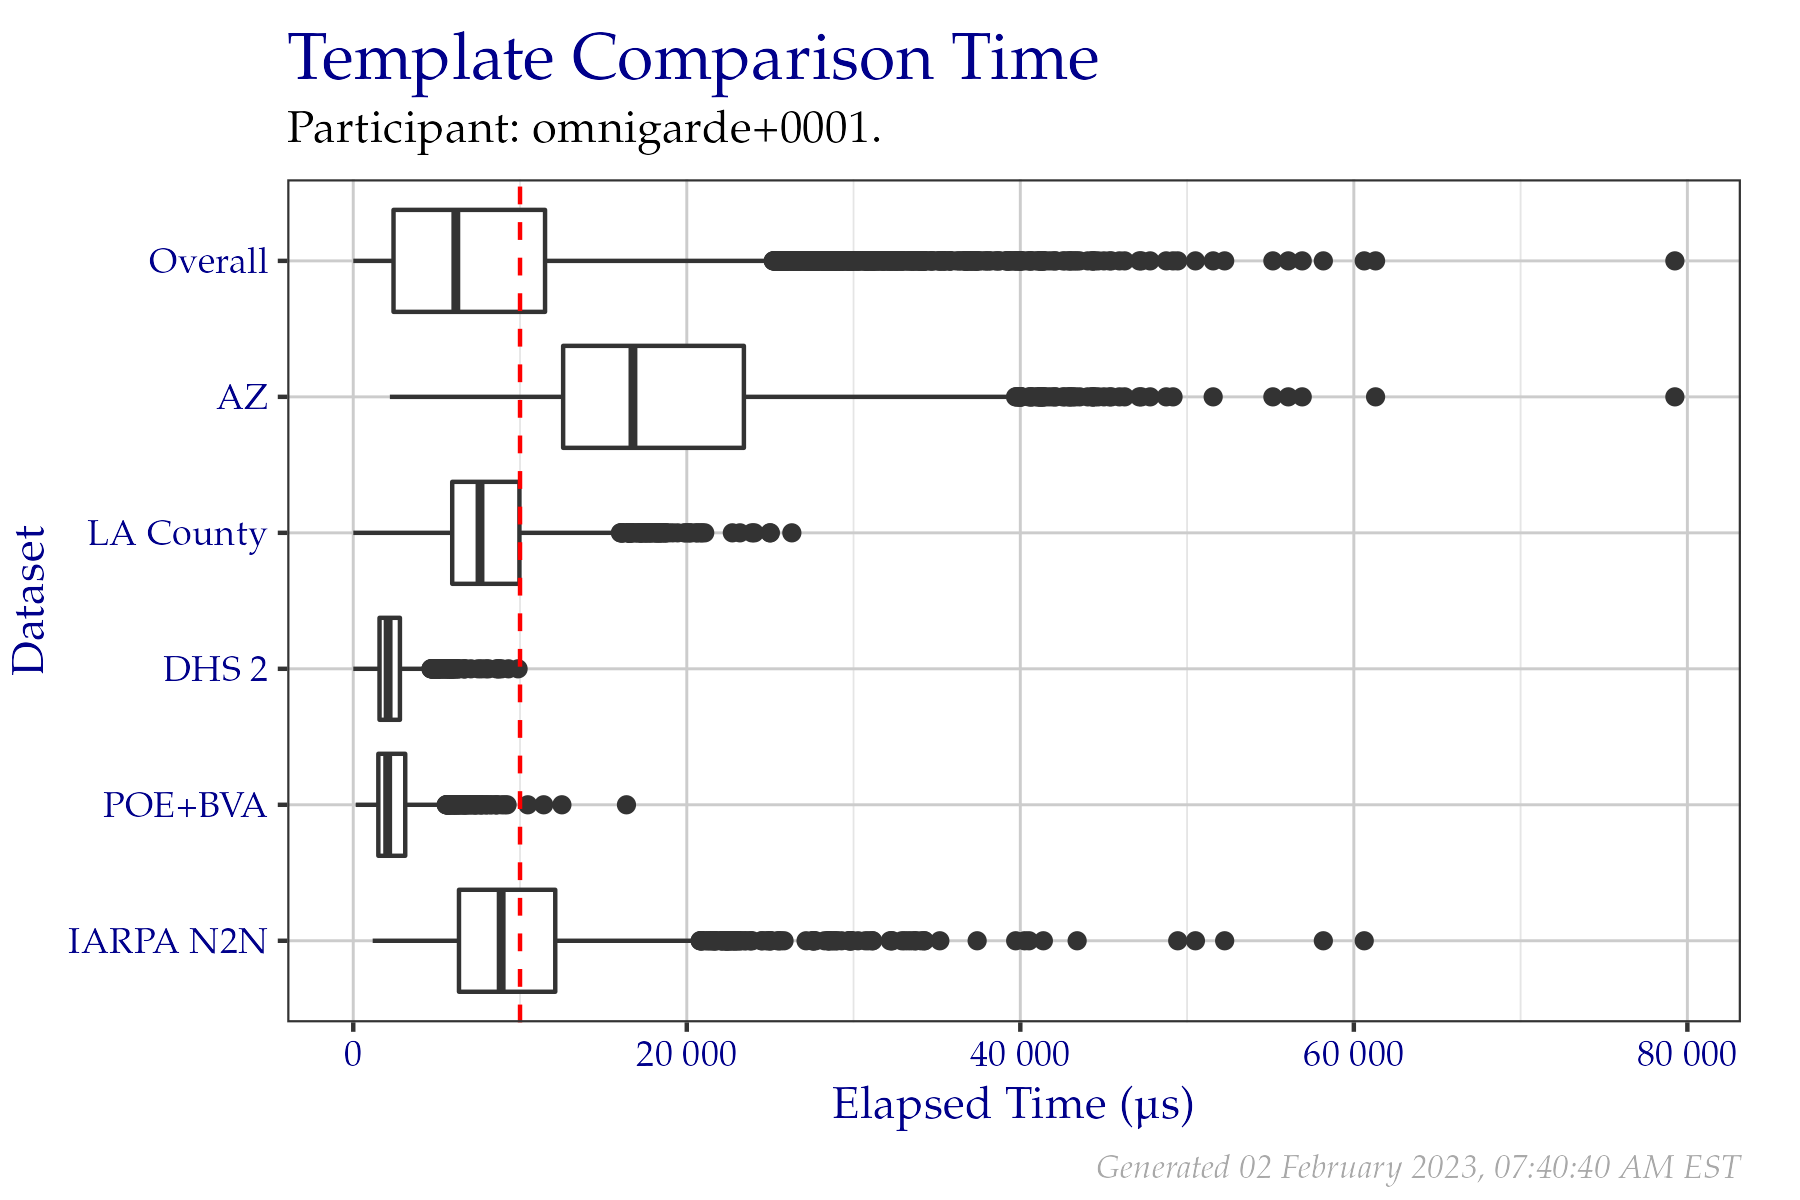 Template Comparison Time
Participant: omnigarde+0001.
Overall
AZ
LA County
DHS 2
POE+BVA
IARPA N2N
Dataset
0
20 000
40 000
60 000
80 000
Elapsed Time (µs)
Generated 02 February 2023, 07:40:40 AM EST